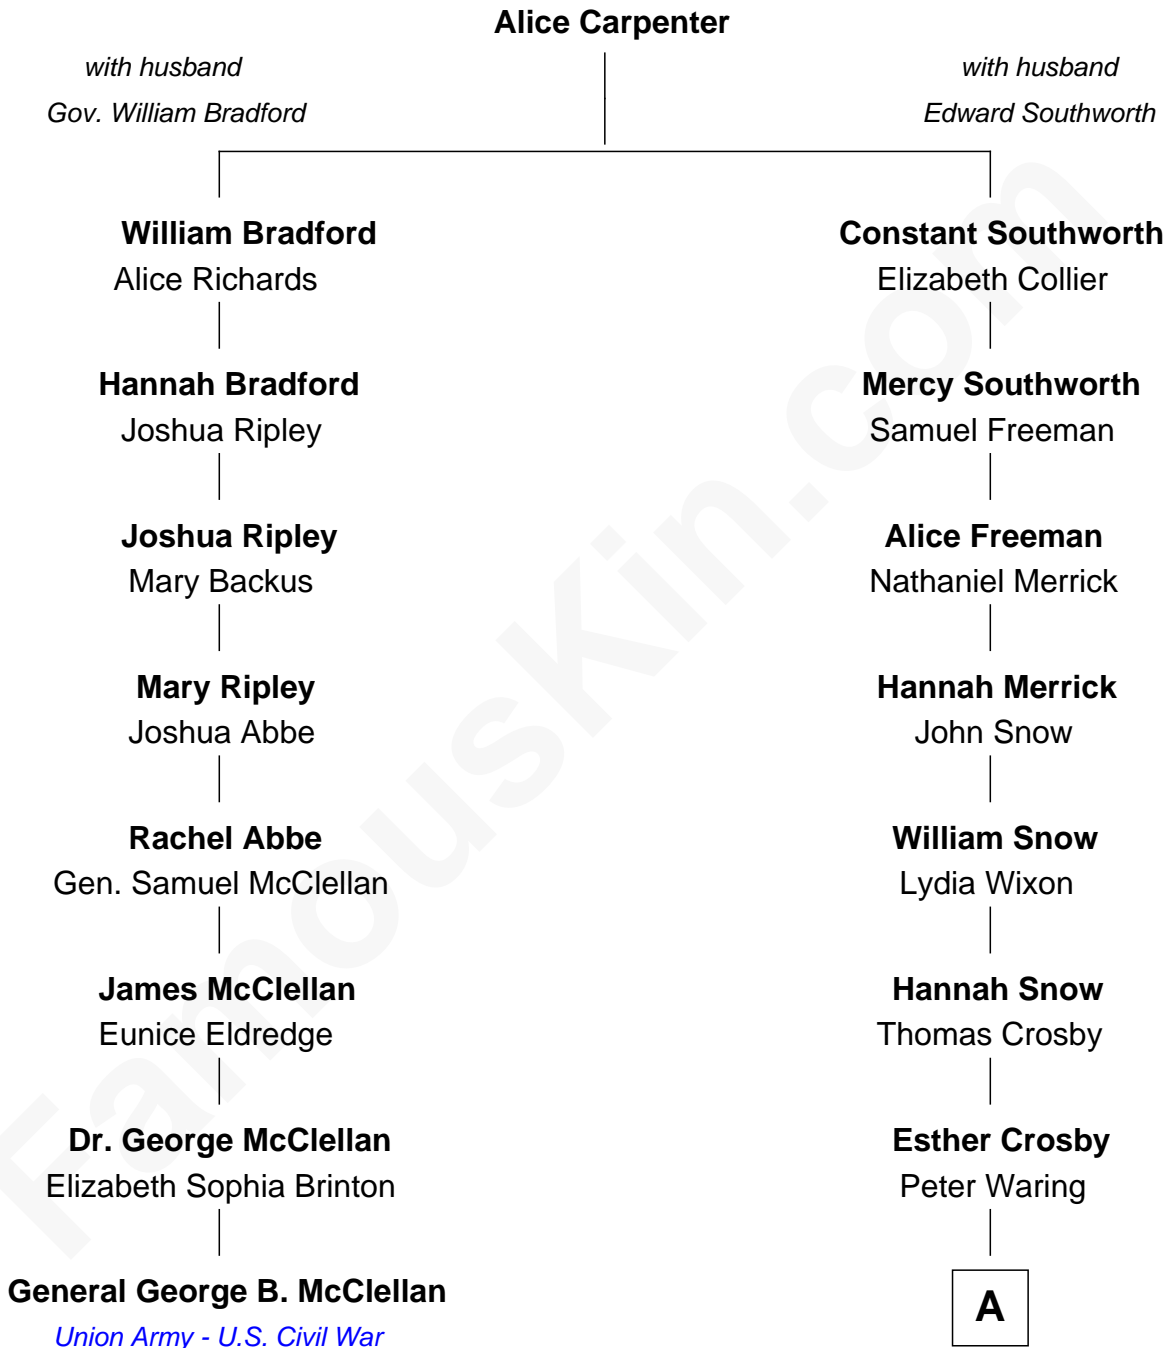 Alice Carpenter
with husband
Gov. William Bradford
with husband
Edward Southworth
William Bradford
Alice Richards
Constant Southworth
Elizabeth Collier
Hannah Bradford
Joshua Ripley
Mercy Southworth
Samuel Freeman
Joshua Ripley
Mary Backus
Alice Freeman
Nathaniel Merrick
Mary Ripley
Joshua Abbe
Hannah Merrick
John Snow
Rachel Abbe
Gen. Samuel McClellan
William Snow
Lydia Wixon
James McClellan
Eunice Eldredge
Hannah Snow
Thomas Crosby
Dr. George McClellan
Elizabeth Sophia Brinton
Esther Crosby
Peter Waring
General George B. McClellan
Union Army - U.S. Civil War
A
FamousKin.com